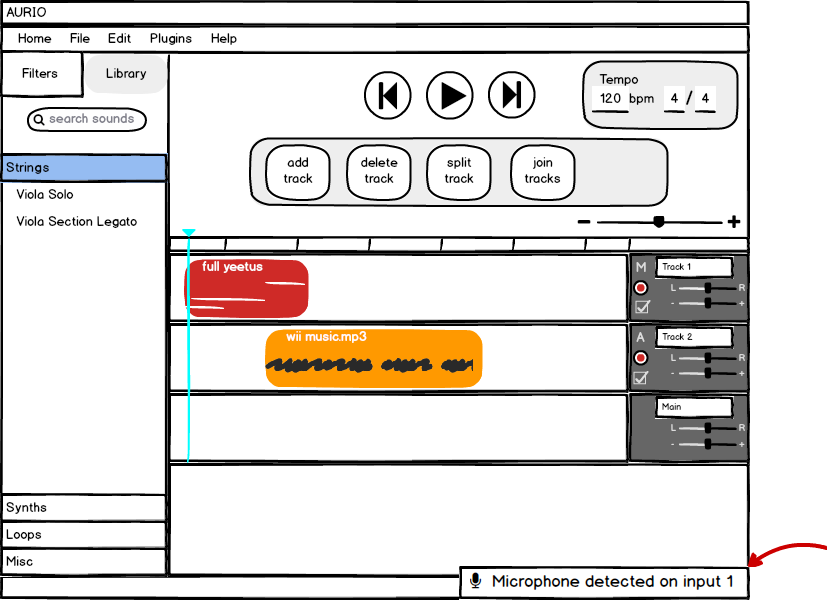 AURIO
Home File Edit Plugins Help
Filters Library
search sounds
Strings
Viola Solo
Viola Section Legato
Synths
Loops
Misc
Tempo
120 bpm 4 / 4
add track
delete track
split track
join tracks
full yeetus
wii music.mp3
M Track 1
L R
- +
A Track 2
L R
- +
Main
L R
- +
Microphone detected on input 1